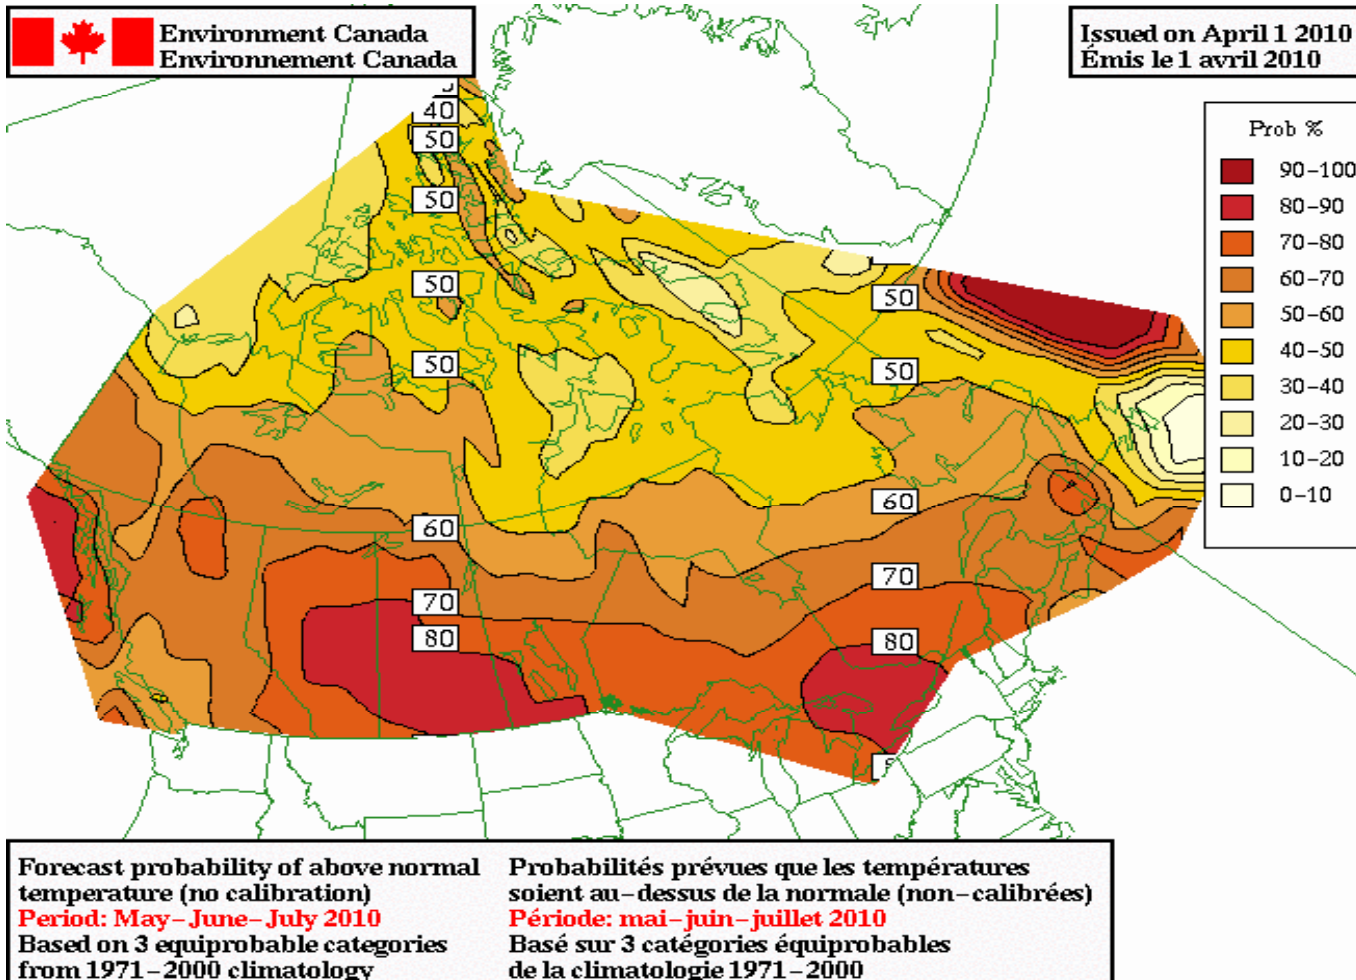 Environment Canada
Environnement Canada
Issued on April 1 2010
Émis le 1 avril 2010
Prob %
90-100
80-90
70-80
60-70
50-60
40-50
30-40
20-30
10-20
0-10
40
50
50
50
50
50
50
60
60
70
70
80
80
Forecast probability of above normal
temperature (no calibration)
Period: May-June-July 2010
Based on 3 equiprobable categories
from 1971-2000 climatology
Probabilités prévues que les températures
soient au-dessus de la normale (non-calibrées)
Période: mai-juin-juillet 2010
Basé sur 3 catégories équiprobables
de la climatologie 1971-2000